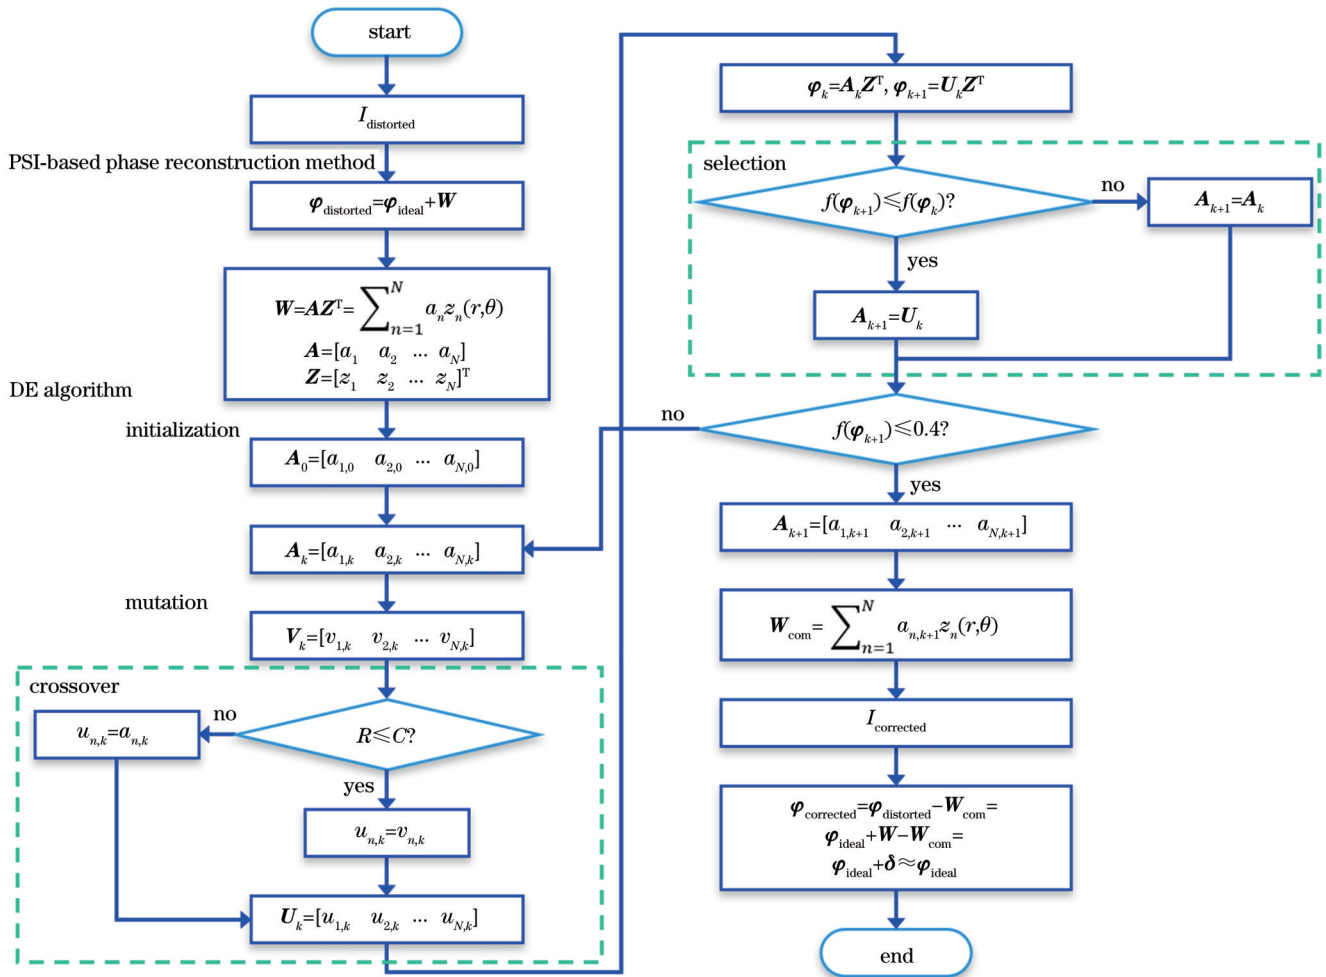 start
I_distorted
PSI-based phase reconstruction method
φ_distorted=φ_ideal+W
W=AZ^T=∑_{n=1}^{N} a_n z_n(r,θ)
A=[a_1 a_2 ... a_N]
Z=[z_1 z_2 ... z_N]^T
DE algorithm
initialization
A_0=[a_{1,0} a_{2,0} ... a_{N,0}]
A_k=[a_{1,k} a_{2,k} ... a_{N,k}]
mutation
V_k=[v_{1,k} v_{2,k} ... v_{N,k}]
crossover
R≤C?
no
u_{n,k}=a_{n,k}
yes
u_{n,k}=v_{n,k}
U_k=[u_{1,k} u_{2,k} ... u_{N,k}]
φ_k=A_kZ^T, φ_{k+1}=U_kZ^T
selection
f(φ_{k+1})≤f(φ_k)?
no
A_{k+1}=A_k
yes
A_{k+1}=U_k
f(φ_{k+1})≤0.4?
no
yes
A_{k+1}=[a_{1,k+1} a_{2,k+1} ... a_{N,k+1}]
W_com=∑_{n=1}^{N} a_{n,k+1}z_n(r,θ)
I_corrected
φ_corrected=φ_distorted-W_com=
φ_ideal+W-W_com=
φ_ideal+δ≈φ_ideal
end